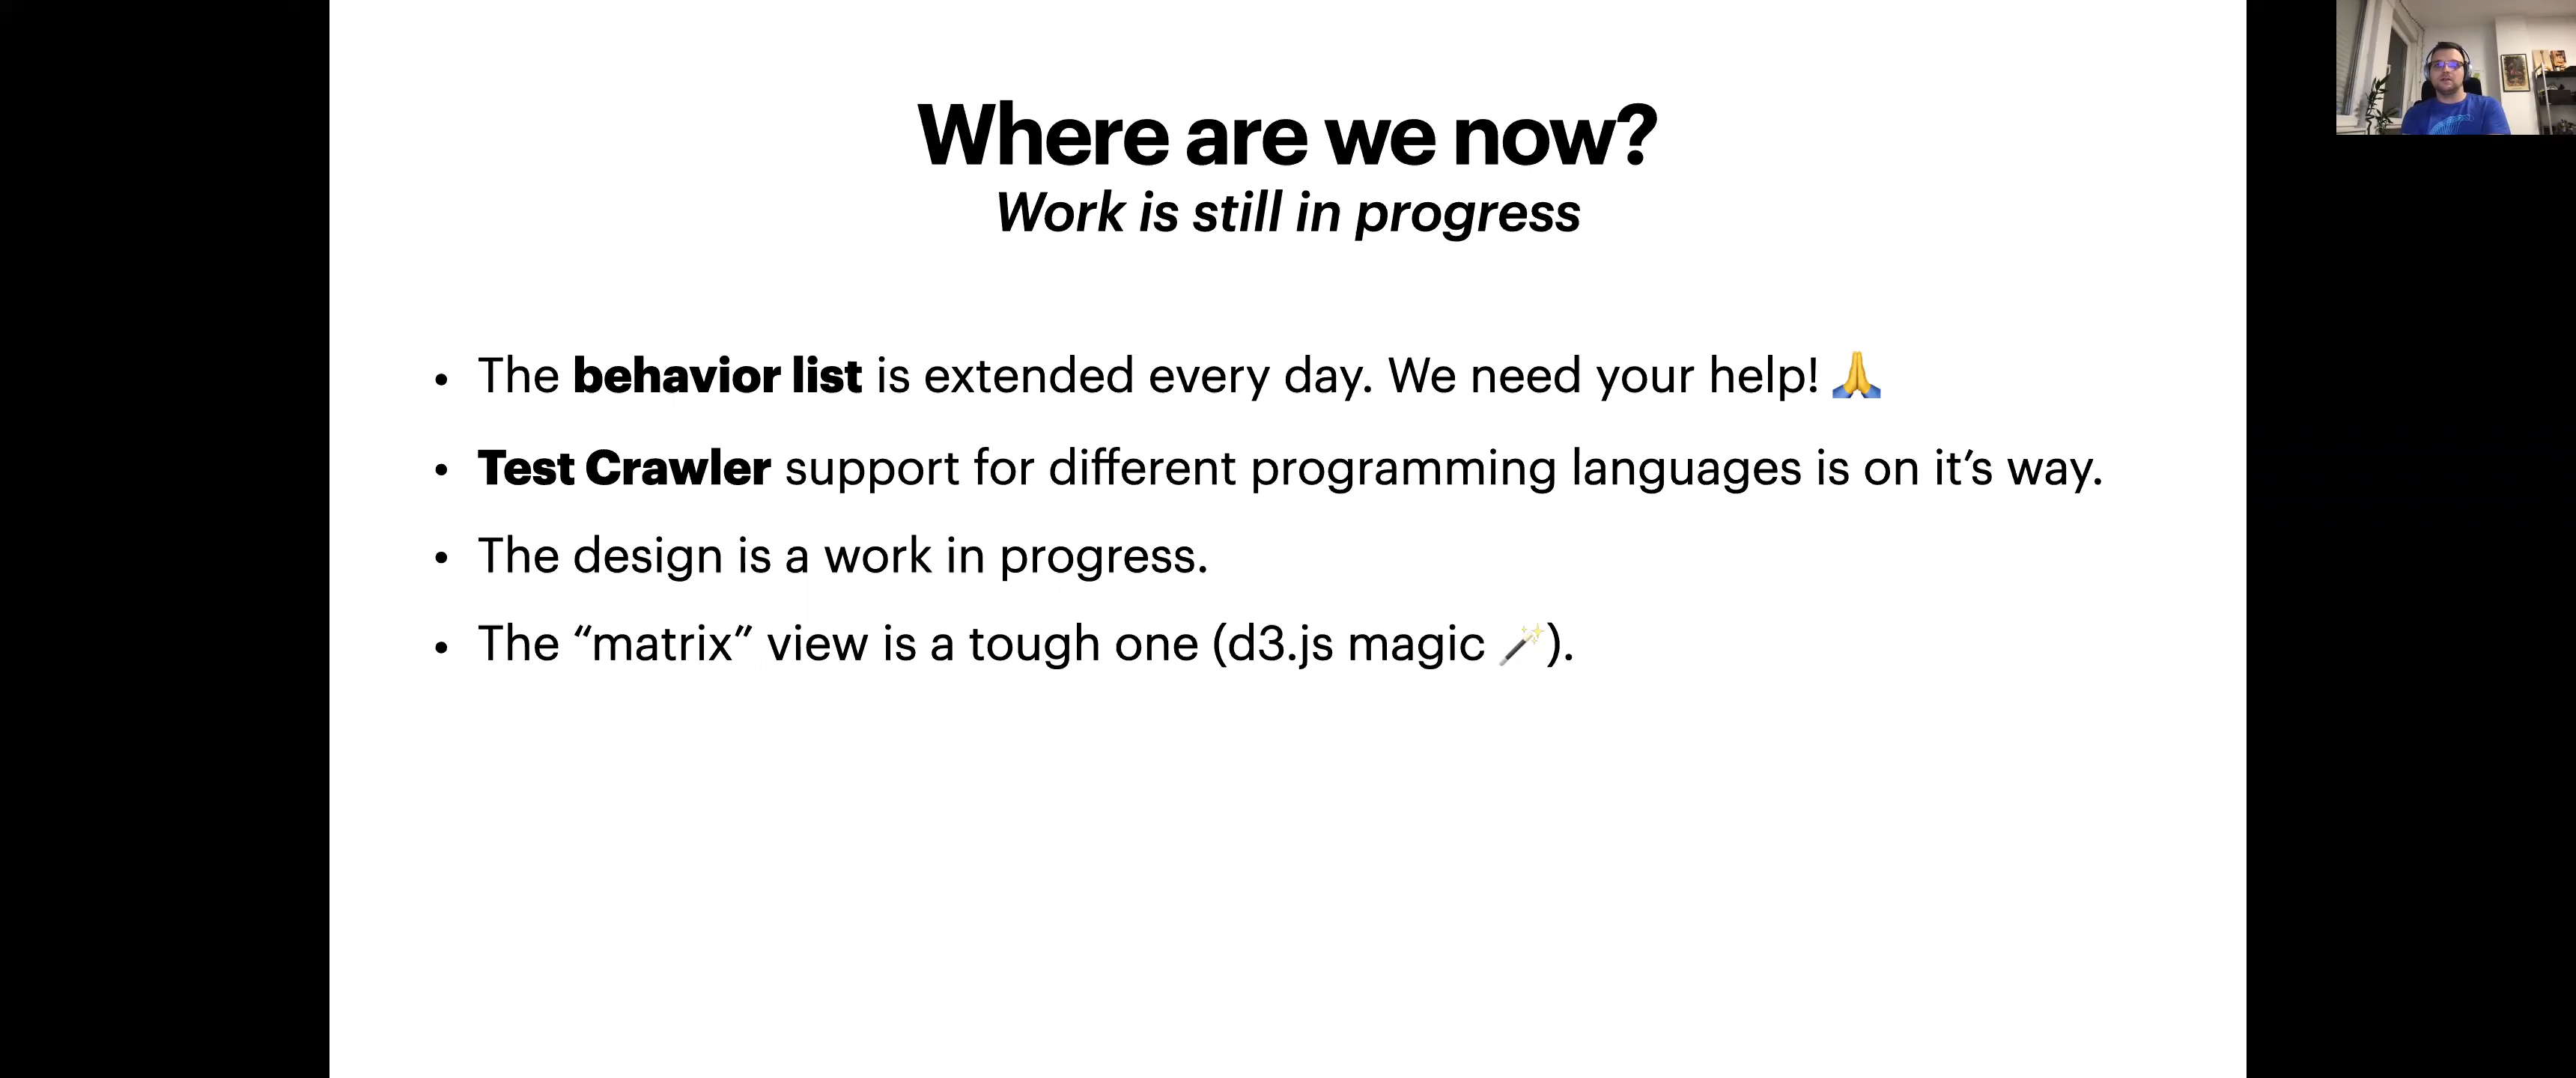 Where are we now?
Work is still in progress
• The behavior list is extended every day. We need your help! 🙏
• Test Crawler support for different programming languages is on it’s way.
• The design is a work in progress.
• The “matrix” view is a tough one (d3.js magic 🪄).